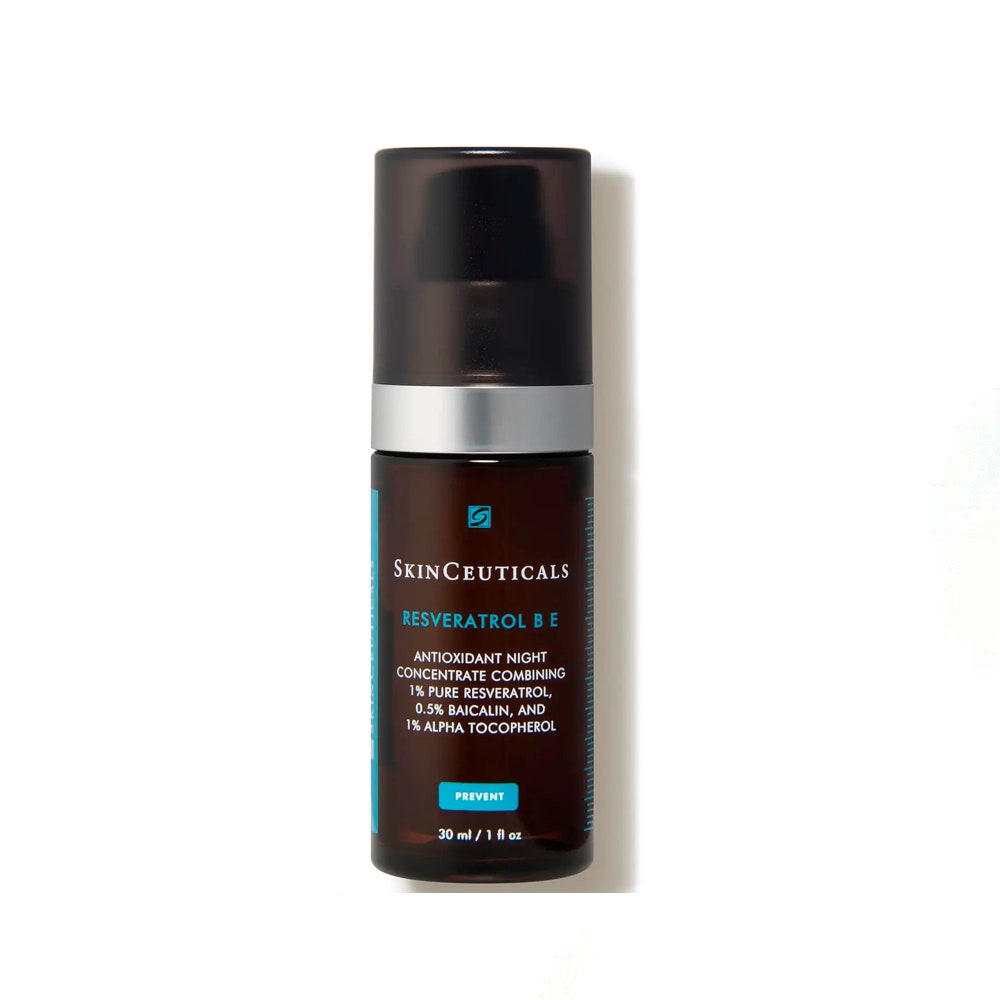 SKINCEUTICALS
RESVERATROL B E
ANTIOXIDANT NIGHT
CONCENTRATE COMBINING
1% PURE RESVERATROL,
0.5% BAICALIN, AND
1% ALPHA TOCOPHEROL
PREVENT
30 ml / 1 fl oz